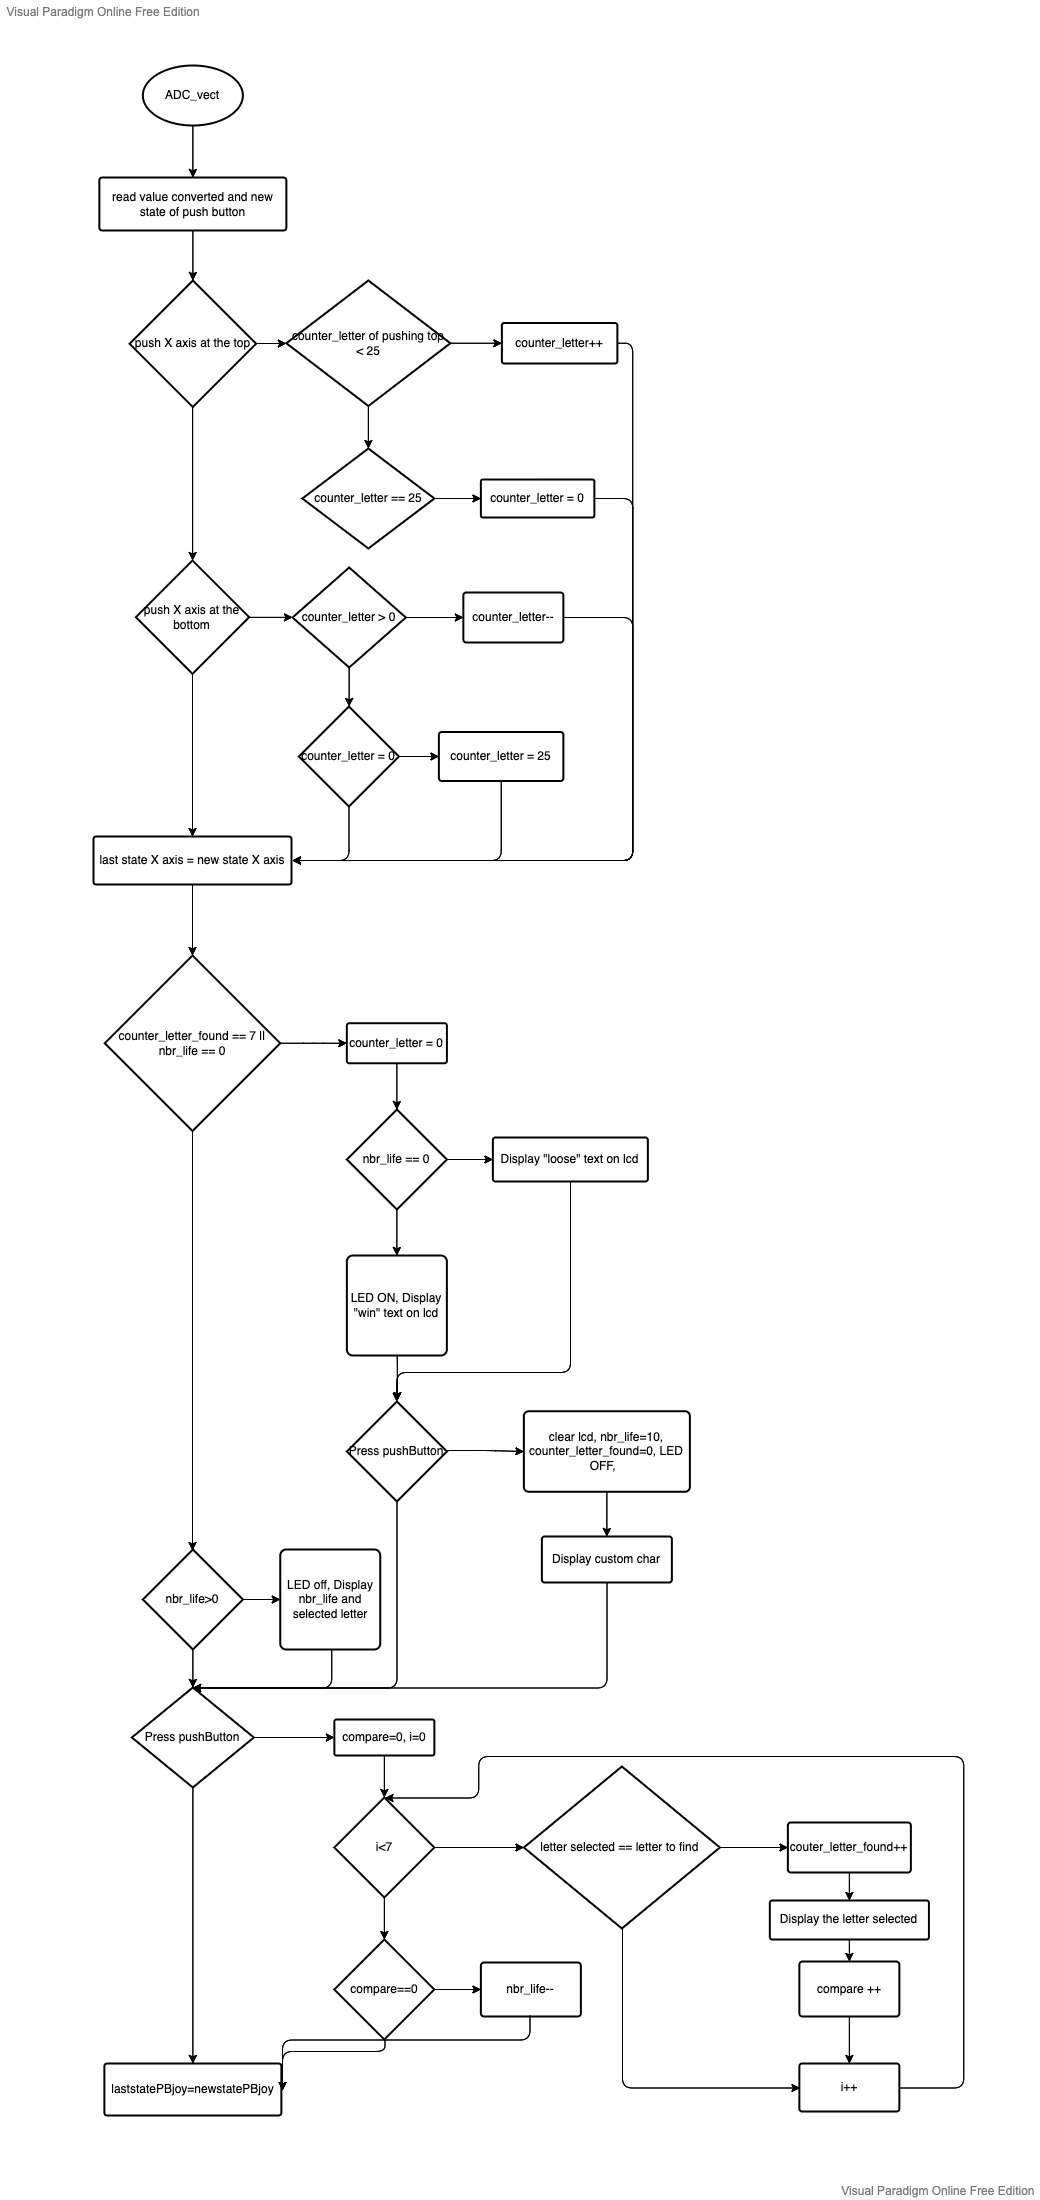 Visual Paradigm Online Free Edition
ADC_vect
read value converted and new
state of push button
push X axis at the top
counter_letter of pushing top
< 25
counter_letter++
counter_letter == 25
counter_letter = 0
push X axis at the
bottom
counter_letter > 0
counter_letter--
counter_letter = 0
counter_letter = 25
last state X axis = new state X axis
counter_letter_found == 7 ll
nbr_life == 0
counter_letter = 0
nbr_life == 0
Display "loose" text on lcd
LED ON, Display
"win" text on lcd
Press pushButton
clear lcd, nbr_life=10,
counter_letter_found=0, LED
OFF,
Display custom char
nbr_life>0
LED off, Display
nbr_life and
selected letter
Press pushButton
compare=0, i=0
i<7
letter selected == letter to find
couter_letter_found++
Display the letter selected
compare==0
nbr_life--
compare ++
laststatePBjoy=newstatePBjoy
i++
Visual Paradigm Online Free Edition